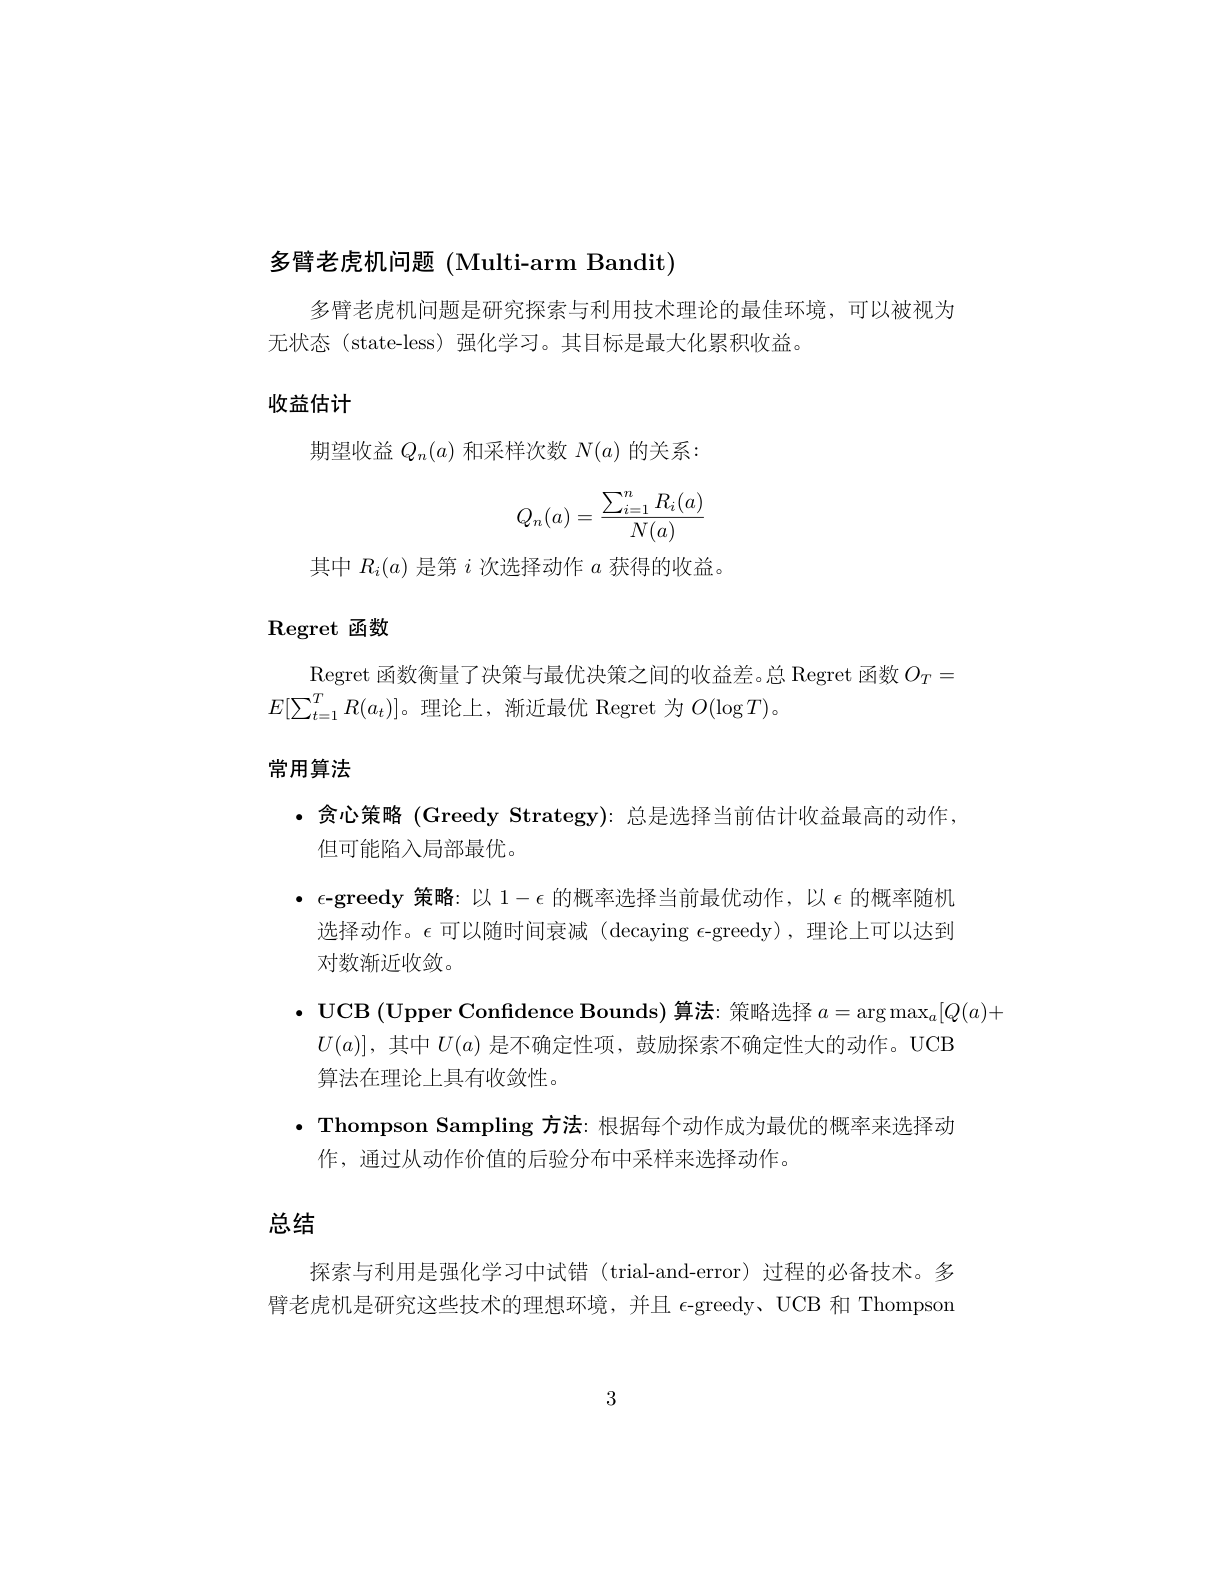 多臂老虎机问题 (Multi-arm Bandit)
多臂老虎机问题是研究探索与利用技术理论的最佳环境，可以被视为
无状态（state-less）强化学习。其目标是最大化累积收益。
收益估计
期望收益 Qₙ(a) 和采样次数 N(a) 的关系：
Qₙ(a) = \frac{\sum_{i=1}^{n} R_i(a)}{N(a)}
其中 Rᵢ(a) 是第 i 次选择动作 a 获得的收益。
Regret 函数
Regret 函数衡量了决策与最优决策之间的收益差。总 Regret 函数 O_T =
E[\sum_{t=1}^{T} R(a_t)]。理论上，渐近最优 Regret 为 O(log T)。
常用算法
• 贪心策略 (Greedy Strategy)：总是选择当前估计收益最高的动作，
但可能陷入局部最优。
• ϵ-greedy 策略：以 1 − ϵ 的概率选择当前最优动作，以 ϵ 的概率随机
选择动作。ϵ 可以随时间衰减（decaying ϵ-greedy），理论上可以达到
对数渐近收敛。
• UCB (Upper Confidence Bounds) 算法：策略选择 a = arg maxₐ[Q(a)+
U(a)]，其中 U(a) 是不确定性项，鼓励探索不确定性大的动作。UCB
算法在理论上具有收敛性。
• Thompson Sampling 方法：根据每个动作成为最优的概率来选择动
作，通过从动作价值的后验分布中采样来选择动作。
总结
探索与利用是强化学习中试错（trial-and-error）过程的必备技术。多
臂老虎机是研究这些技术的理想环境，并且 ϵ-greedy、UCB 和 Thompson
3